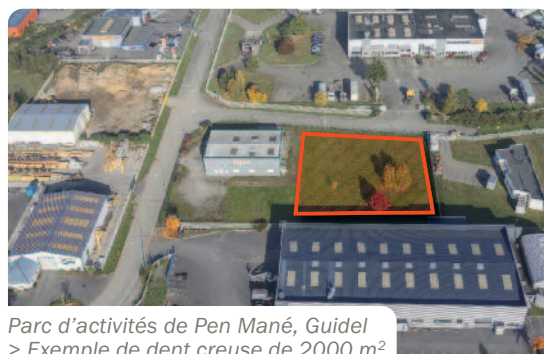 Parc d'activités de Pen Mané, Guidel
> Exemple de dent creuse de 2000 m²